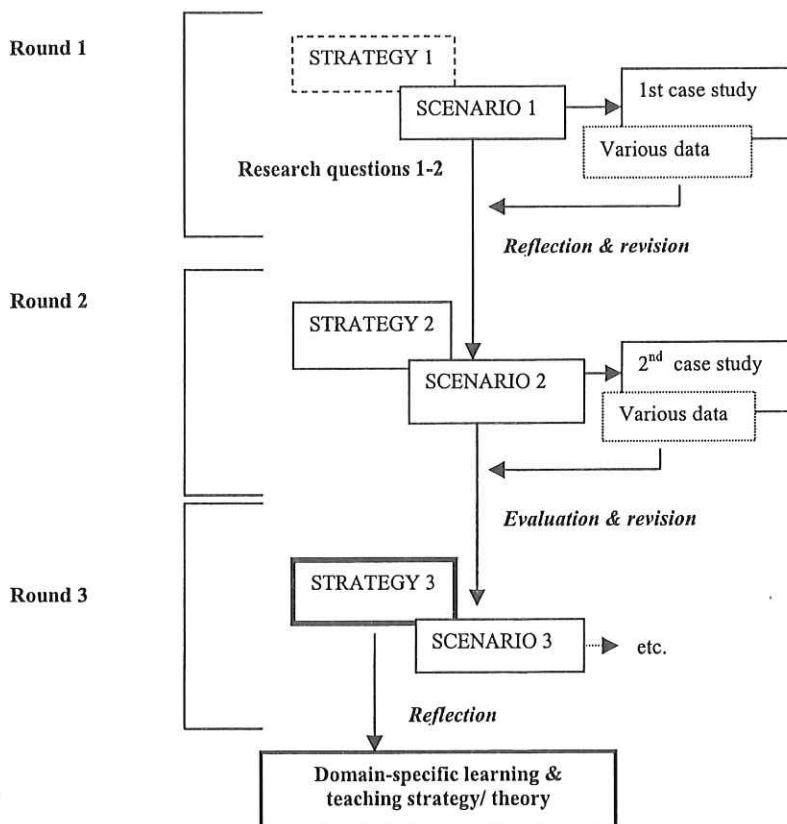 Round 1
STRATEGY 1
SCENARIO 1
1st case study
Various data
Research questions 1-2
Reflection & revision
Round 2
STRATEGY 2
SCENARIO 2
2nd case study
Various data
Evaluation & revision
Round 3
STRATEGY 3
SCENARIO 3
etc.
Reflection
Domain-specific learning &
teaching strategy/ theory